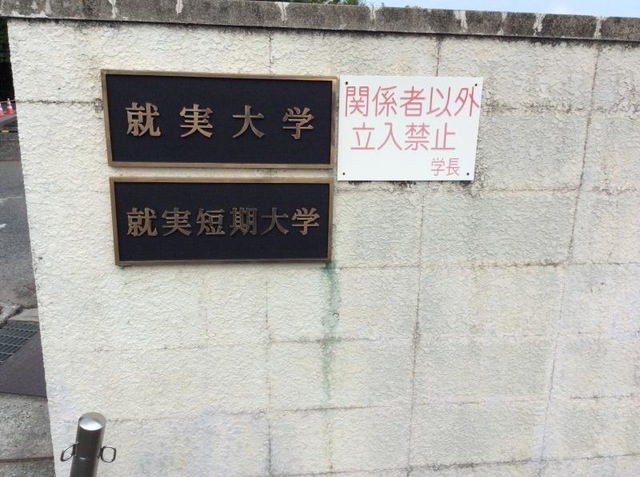 就実大学
就実短期大学
関係者以外
立入禁止
学長